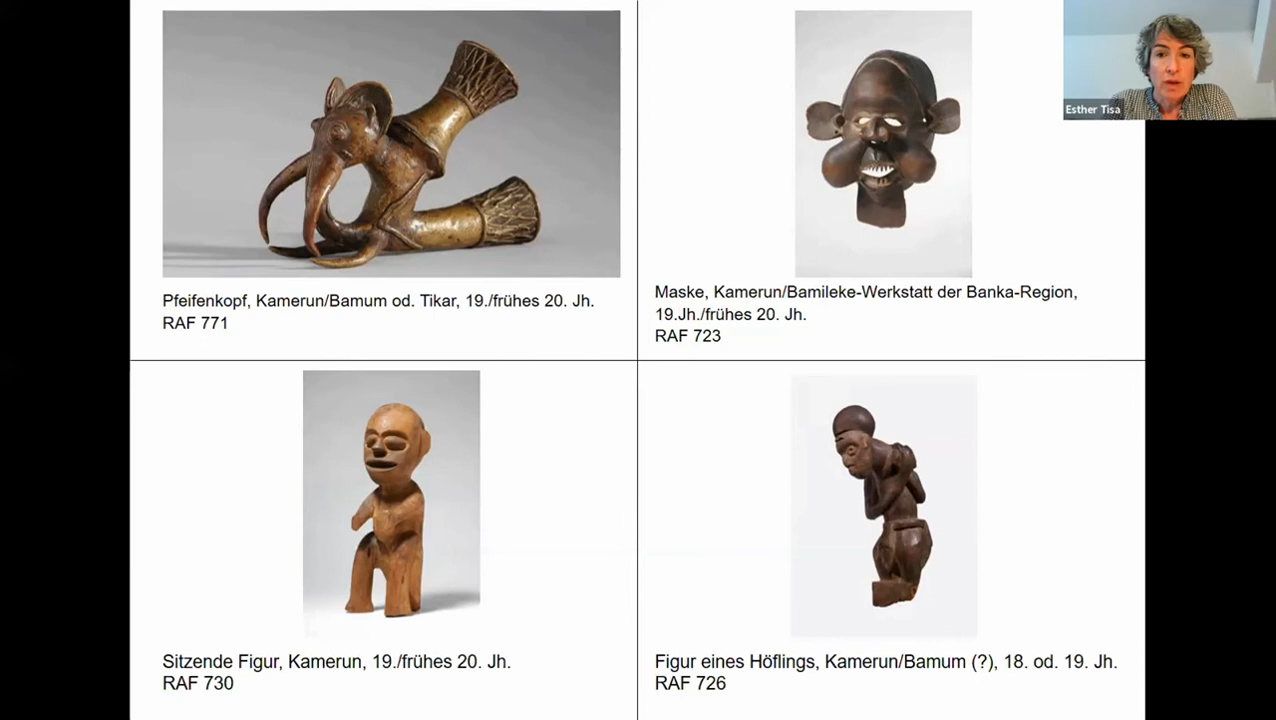 Esther Tisa
Pfeifenkopf, Kamerun/Bamum od. Tikar, 19./frühes 20. Jh.
RAF 771
Maske, Kamerun/Bamileke-Werkstatt der Banka-Region,
19.Jh./frühes 20. Jh.
RAF 723
Sitzende Figur, Kamerun, 19./frühes 20. Jh.
RAF 730
Figur eines Höflings, Kamerun/Bamum (?), 18. od. 19. Jh.
RAF 726